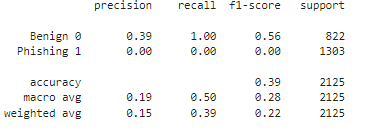 precision recall f1-score support
Benign 0 0.39 1.00 0.56 822
Phishing 1 0.00 0.00 0.00 1303
accuracy 0.39 2125
macro avg 0.19 0.50 0.28 2125
weighted avg 0.15 0.39 0.22 2125